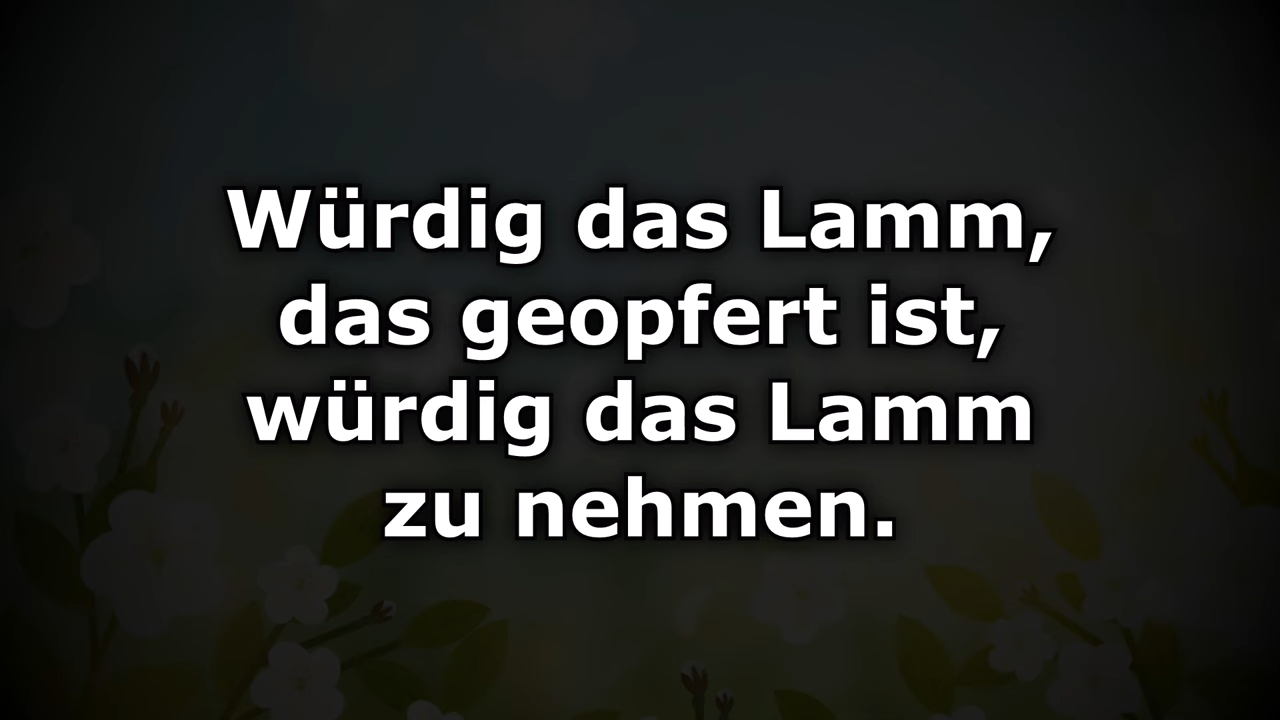 Würdig das Lamm,
das geopfert ist,
würdig das Lamm
zu nehmen.